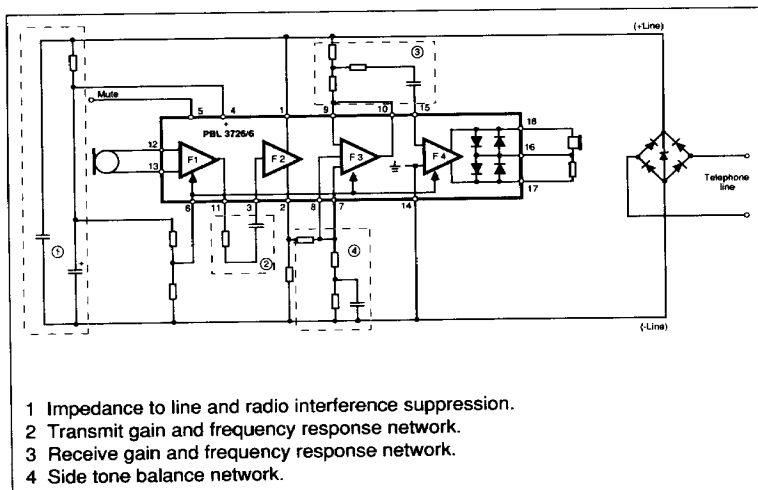 (+Line)
③
Mute
5 4 1 9 10 15
PBL 3726/6
+
18
12
F1 F2 F3 F4
16
13
17
Telephone
line
6 11 3 2 8 7 14
①
+
②
④
(-Line)
1 Impedance to line and radio interference suppression.
2 Transmit gain and frequency response network.
3 Receive gain and frequency response network.
4 Side tone balance network.